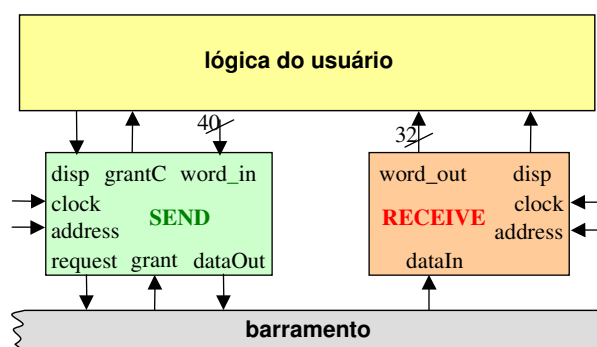 lógica do usuário
40
32
disp grantC word_in
clock
SEND
address
request grant dataOut
word_out disp
clock
RECEIVE
address
dataIn
barramento